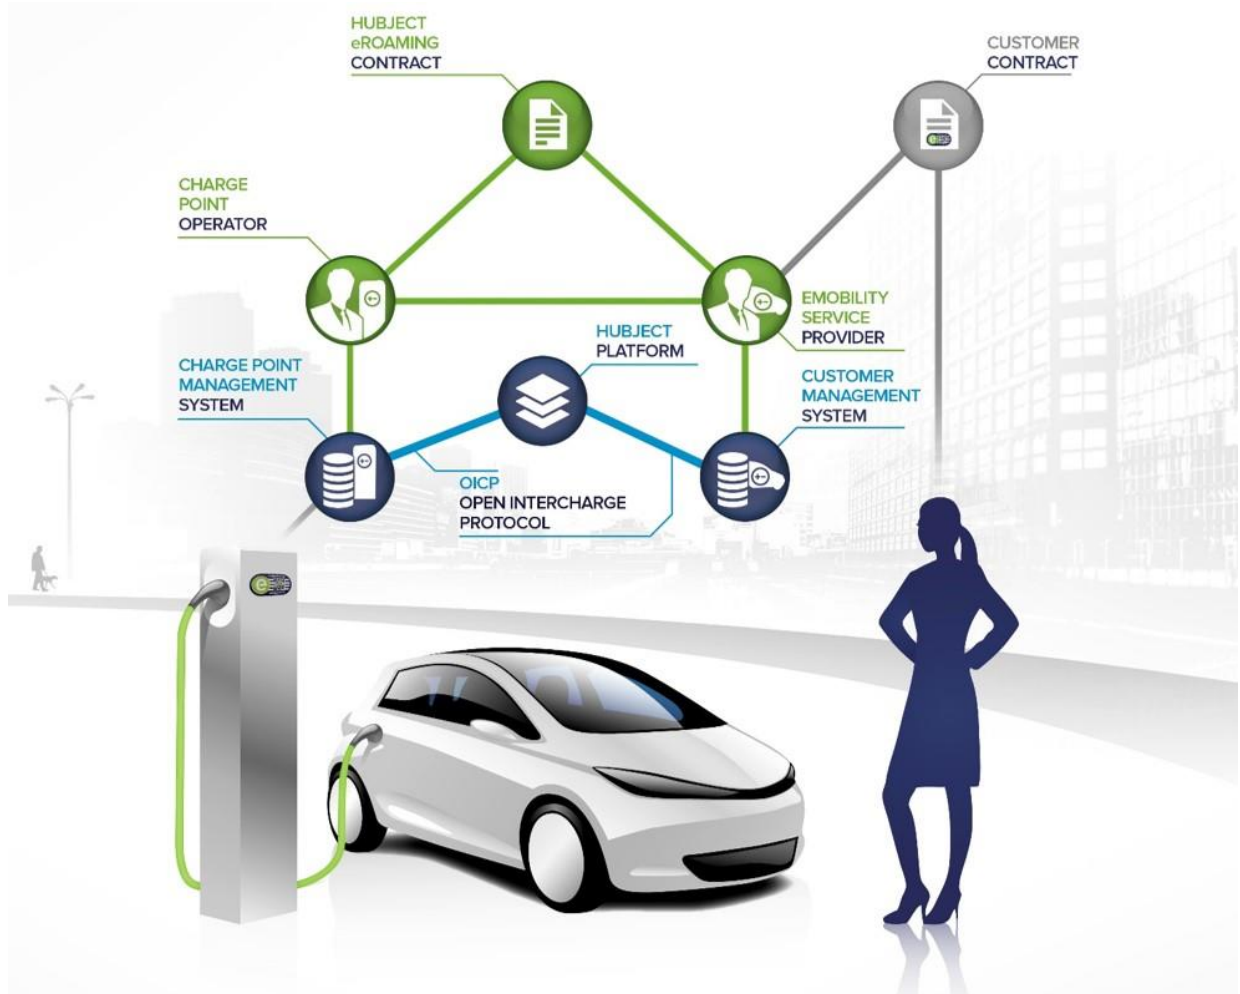 HUBJECT
eROAMING
CONTRACT
CUSTOMER
CONTRACT
CHARGE
POINT
OPERATOR
EMOBILITY
SERVICE
PROVIDER
HUBJECT
PLATFORM
CHARGE POINT
MANAGEMENT
SYSTEM
CUSTOMER
MANAGEMENT
SYSTEM
OICP
OPEN INTERCHARGE
PROTOCOL